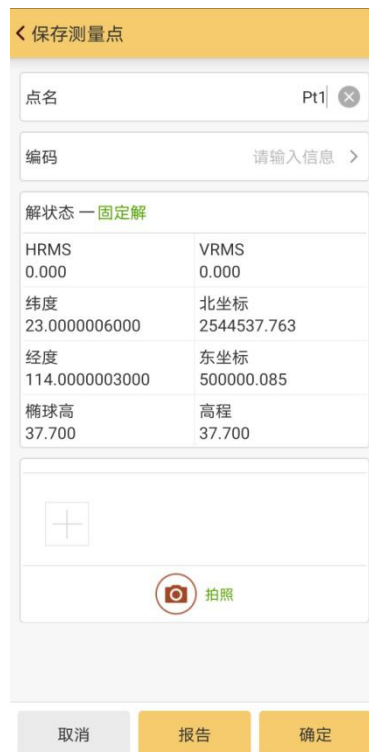 保存测量点
点名 Pt1
编码 请输入信息
解状态 一 固定解
HRMS VRMS
0.000 0.000
纬度 北坐标
23.0000006000 2544537.763
经度 东坐标
114.0000003000 500000.085
椭球高 高程
37.700 37.700
拍照
取消 报告 确定